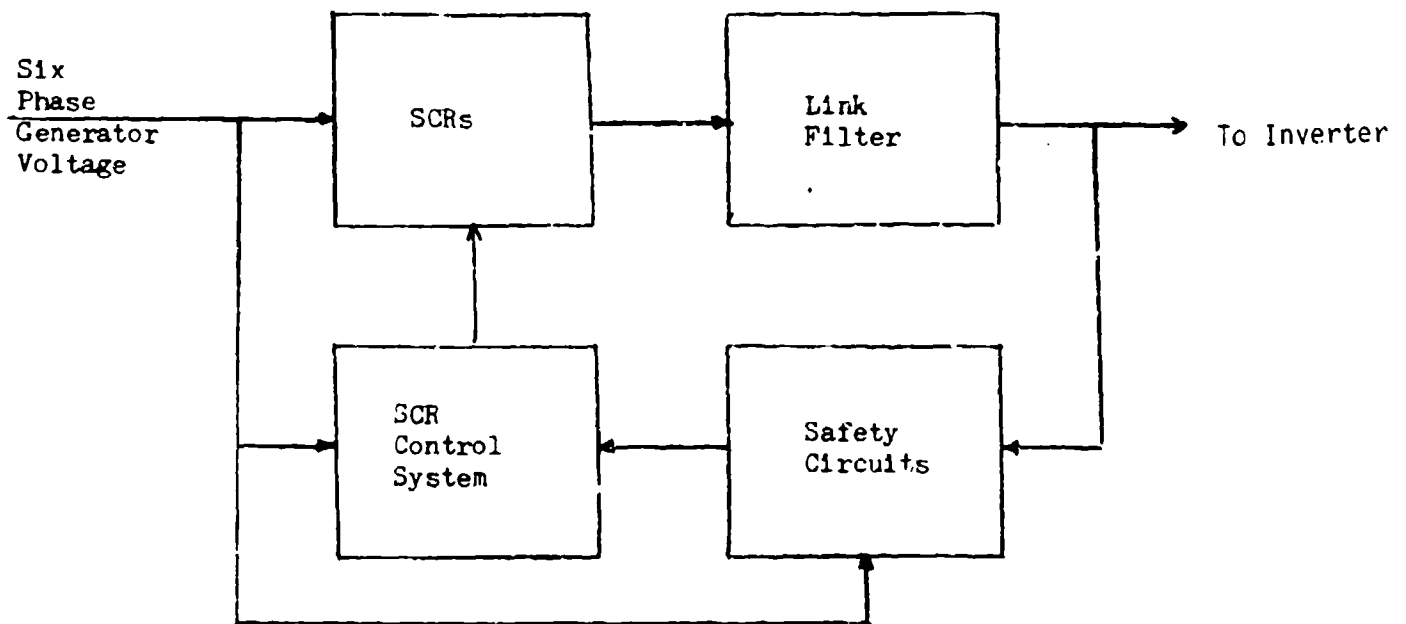 Six
Phase
Generator
Voltage
SCRs
Link
Filter
To Inverter
SCR
Control
System
Safety
Circuits